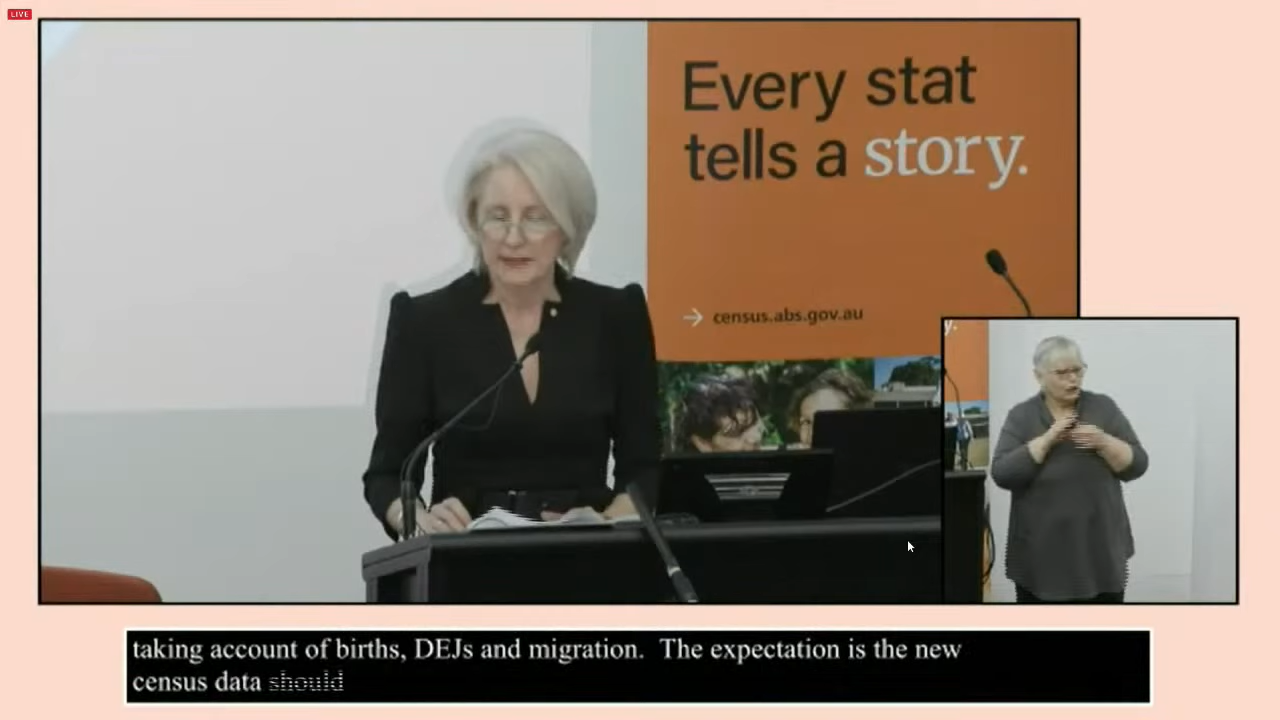 LIVE
Every stat
tells a story.
→ census.abs.gov.au
y.
taking account of births, DEJs and migration.  The expectation is the new
census data should